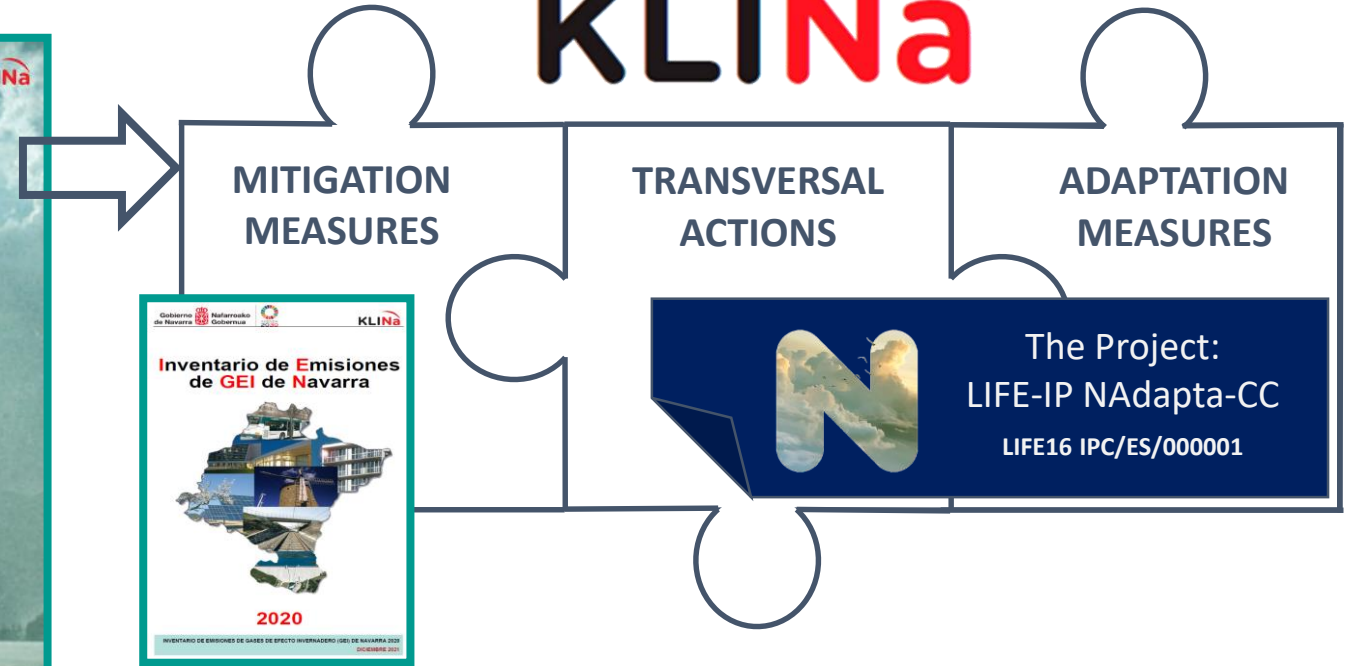 KLINa
Na
MITIGATION
MEASURES
TRANSVERSAL
ACTIONS
ADAPTATION
MEASURES
Gobierno de Navarra Nafarroako Gobernua
KLINa
Inventario de Emisiones
de GEI de Navarra
2020
INVENTARIO DE EMISIONES DE GASES DE EFECTO INVERNADERO (GEI) DE NAVARRA 2020
DICIEMBRE 2021
N
The Project:
LIFE-IP NAdapta-CC
LIFE16 IPC/ES/000001